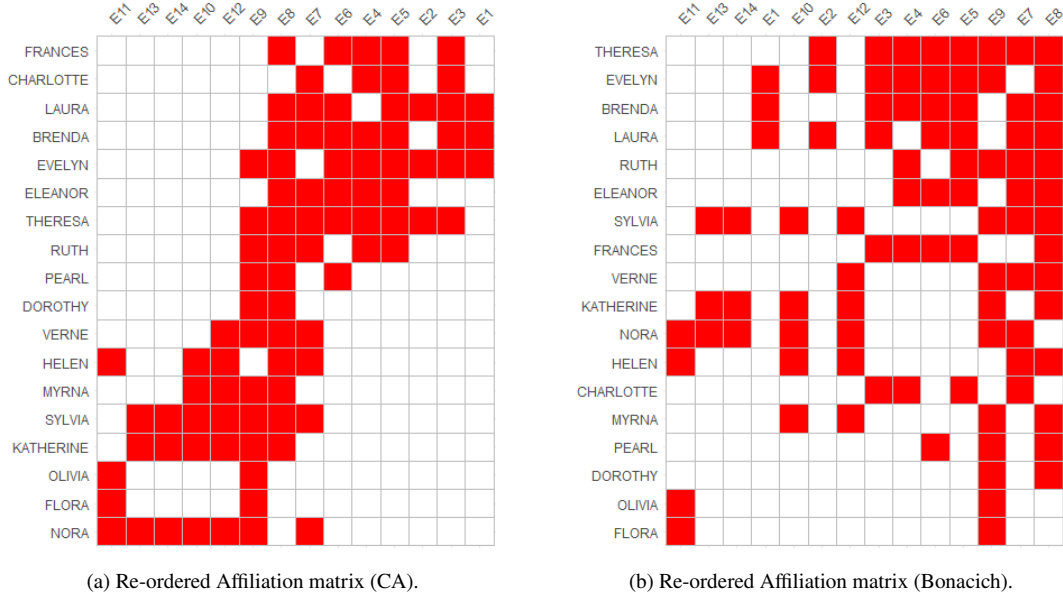 E11 E13 E14 E10 E12 E9 E8 E7 E6 E4 E5 E2 E3 E1
FRANCES
CHARLOTTE
LAURA
BRENDA
EVELYN
ELEANOR
THERESA
RUTH
PEARL
DOROTHY
VERNE
HELEN
MYRNA
SYLVIA
KATHERINE
OLIVIA
FLORA
NORA
(a) Re-ordered Affiliation matrix (CA).
E11 E13 E14 E1 E10 E2 E12 E3 E4 E6 E5 E9 E7 E8
THERESA
EVELYN
BRENDA
LAURA
RUTH
ELEANOR
SYLVIA
FRANCES
VERNE
KATHERINE
NORA
HELEN
CHARLOTTE
MYRNA
PEARL
DOROTHY
OLIVIA
FLORA
(b) Re-ordered Affiliation matrix (Bonacich).